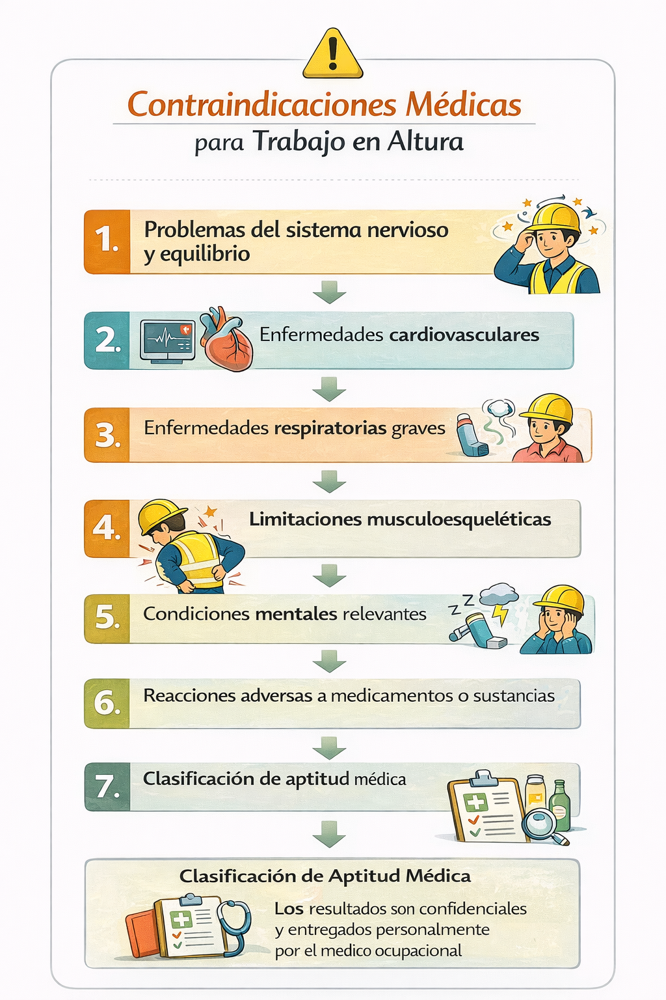 Contraindicaciones Médicas
para Trabajo en Altura
1. Problemas del sistema nervioso
y equilibrio
2. Enfermedades cardiovasculares
3. Enfermedades respiratorias graves
4. Limitaciones musculoesqueléticas
5. Condiciones mentales relevantes
z z Z
6. Reacciones adversas a medicamentos o sustancias
7. Clasificación de aptitud médica
Clasificación de Aptitud Médica
Los resultados son confidenciales
y entregados personalmente
por el medico ocupacional